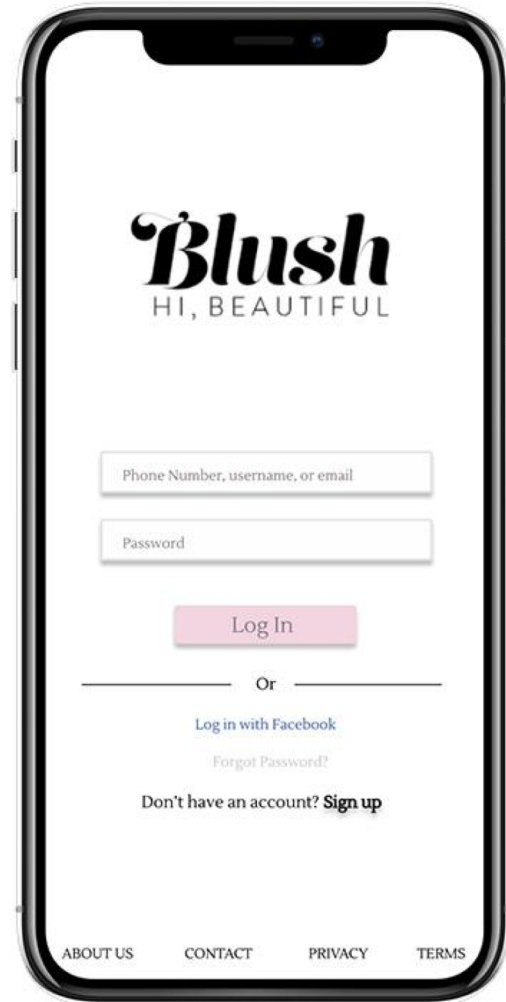 Blush
HI, BEAUTIFUL
Phone Number, username, or email
Password
Log In
Or
Log in with Facebook
Forgot Password?
Don't have an account? Sign up
ABOUT US CONTACT PRIVACY TERMS